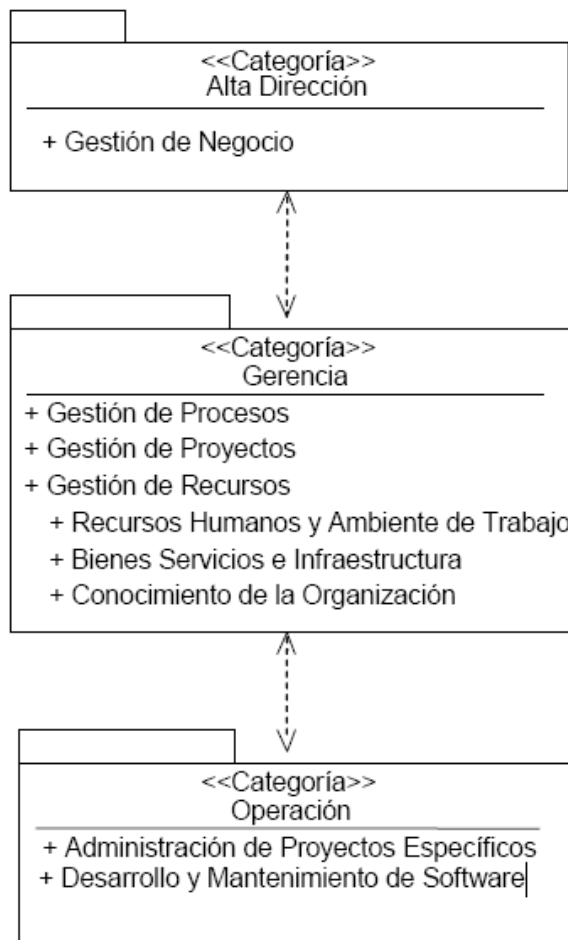 <<Categoría>>
Alta Dirección
+ Gestión de Negocio
<<Categoría>>
Gerencia
+ Gestión de Procesos
+ Gestión de Proyectos
+ Gestión de Recursos
+ Recursos Humanos y Ambiente de Trabajo
+ Bienes Servicios e Infraestructura
+ Conocimiento de la Organización
<<Categoría>>
Operación
+ Administración de Proyectos Específicos
+ Desarrollo y Mantenimiento de Software